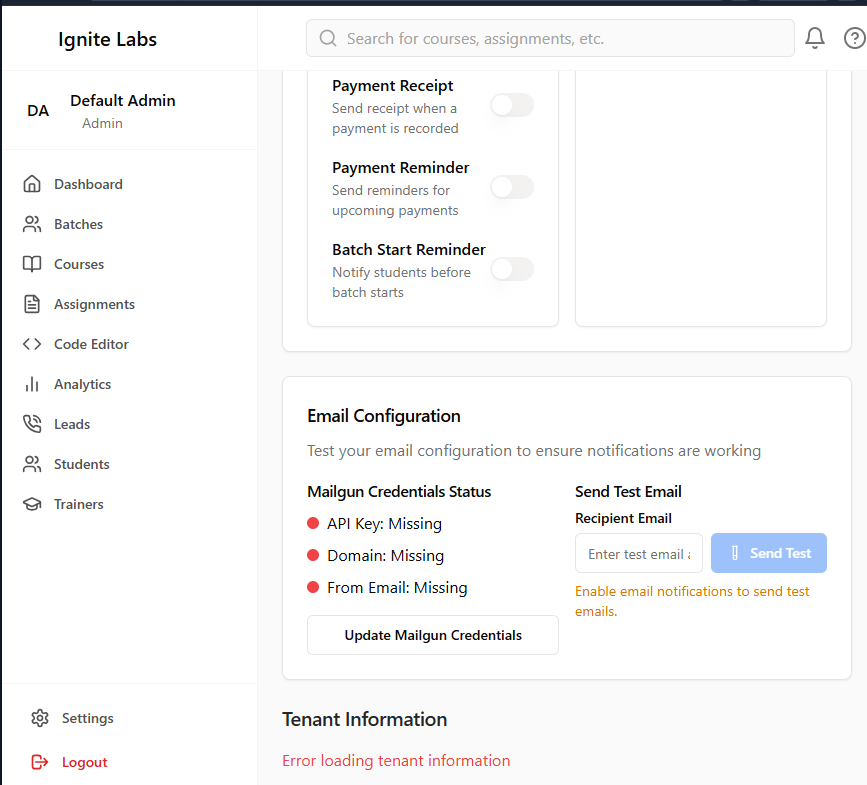 Ignite Labs
Search for courses, assignments, etc.
DA
Default Admin
Admin
Dashboard
Batches
Courses
Assignments
Code Editor
Analytics
Leads
Students
Trainers
Settings
Logout
Payment Receipt
Send receipt when a
payment is recorded
Payment Reminder
Send reminders for
upcoming payments
Batch Start Reminder
Notify students before
batch starts
Email Configuration
Test your email configuration to ensure notifications are working
Mailgun Credentials Status
API Key: Missing
Domain: Missing
From Email: Missing
Update Mailgun Credentials
Send Test Email
Recipient Email
Enter test email
Send Test
Enable email notifications to send test
emails.
Tenant Information
Error loading tenant information